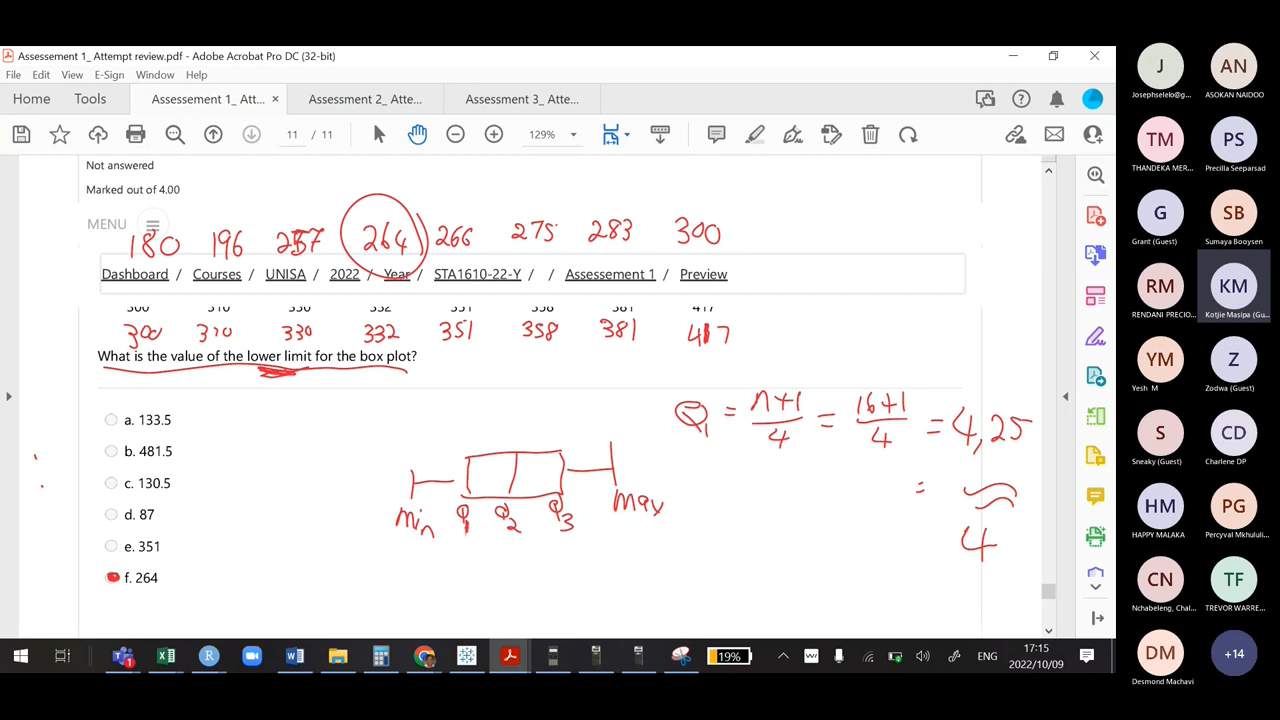 Assessement 1_ Attempt review.pdf - Adobe Acrobat Pro DC (32-bit)
File Edit View E-Sign Window Help
Home Tools Assessement 1_ Att... × Assessment 2_ Atte... Assessment 3_ Atte...
11 / 11 129%
Not answered
Marked out of 4.00
MENU
180 196 257 264 266 275 283 300
Dashboard / Courses / UNISA / 2022 / Year / STA1610-22-Y / / Assessement 1 / Preview
300 310 330 332 351 358 381 417
300 310 330 332 351 358 381 417
What is the value of the lower limit for the box plot?
a. 133.5
b. 481.5
c. 130.5
d. 87
e. 351
f. 264
Q1 = n+1/4 = 16+1/4 = 4,25
= ≈
4
Min Q1 Q2 Q3 Max
J
Josephselelo@g...
AN
ASOKAN NAIDOO
TM
THANDEKA MER...
PS
Precilla Seeparsad
G
Grant (Guest)
SB
Sumaya Booysen
RM
RENDANI PRECIO...
KM
Kotjie Masipa (Gu...
YM
Yesh M
Z
Zodwa (Guest)
S
Sneaky (Guest)
CD
Charlene DP
HM
HAPPY MALAKA
PG
Percyval Mkhululi...
CN
Nchabeleng, Chal...
TF
TREVOR WARRE...
DM
Desmond Machavi
+14
19% ENG 17:15
2022/10/09